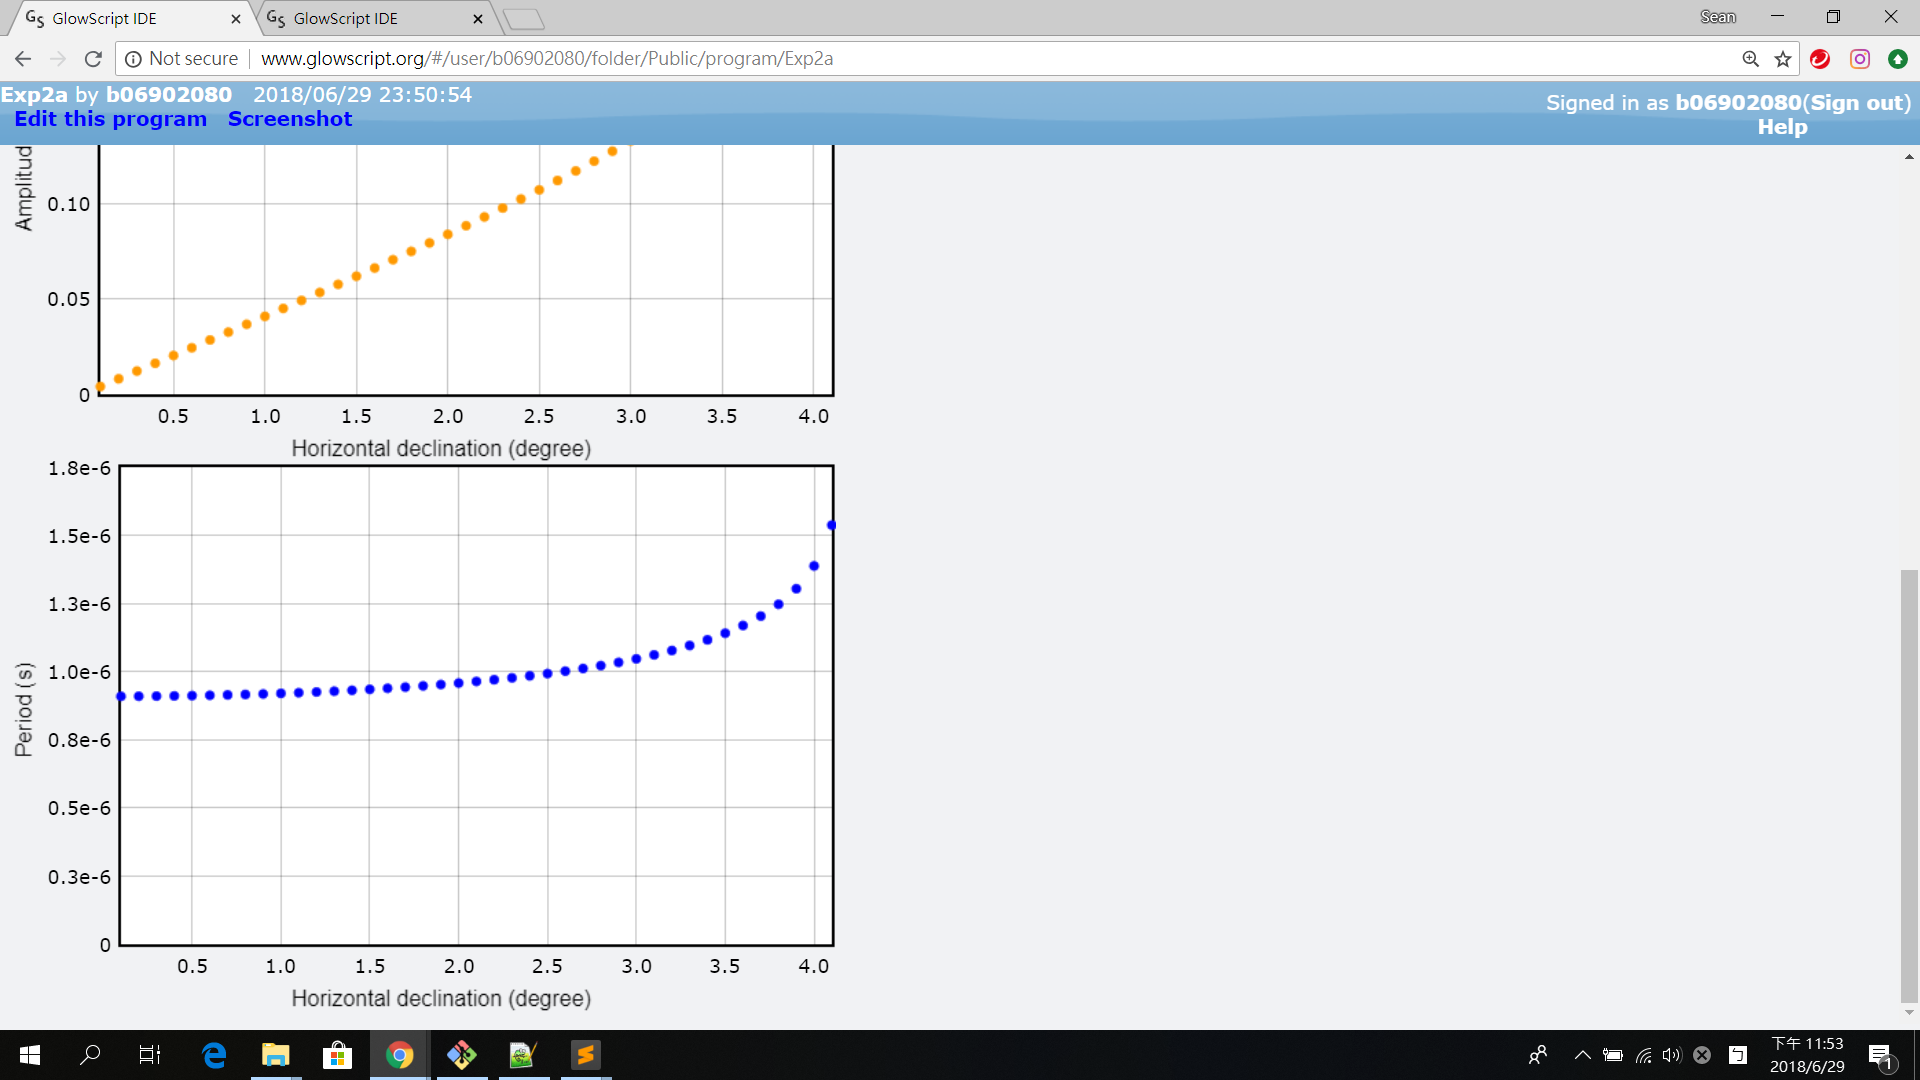 GlowScript IDE
GlowScript IDE
Sean
Not secure
www.glowscript.org/#/user/b06902080/folder/Public/program/Exp2a
Exp2a by b06902080 2018/06/29 23:50:54
Signed in as b06902080(Sign out)
Edit this program Screenshot
Help
Amplitud
0.10
0.05
0
0.5 1.0 1.5 2.0 2.5 3.0 3.5 4.0
Horizontal declination (degree)
1.8e-6
1.5e-6
1.3e-6
1.0e-6
Period (s)
0.8e-6
0.5e-6
0.3e-6
0
0.5 1.0 1.5 2.0 2.5 3.0 3.5 4.0
Horizontal declination (degree)
下午 11:53
2018/6/29
1